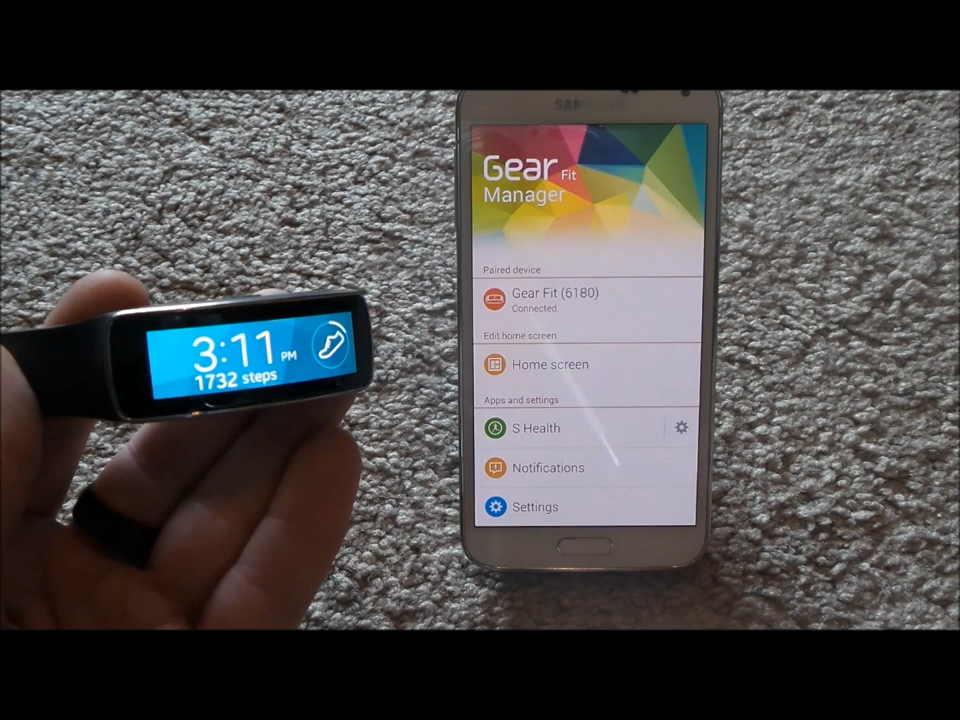 SAMSUNG
Gear Fit
Manager
Paired device
Gear Fit (6180)
Connected.
Edit home screen
Home screen
Apps and settings
S Health
Notifications
Settings
3:11 PM
1732 steps